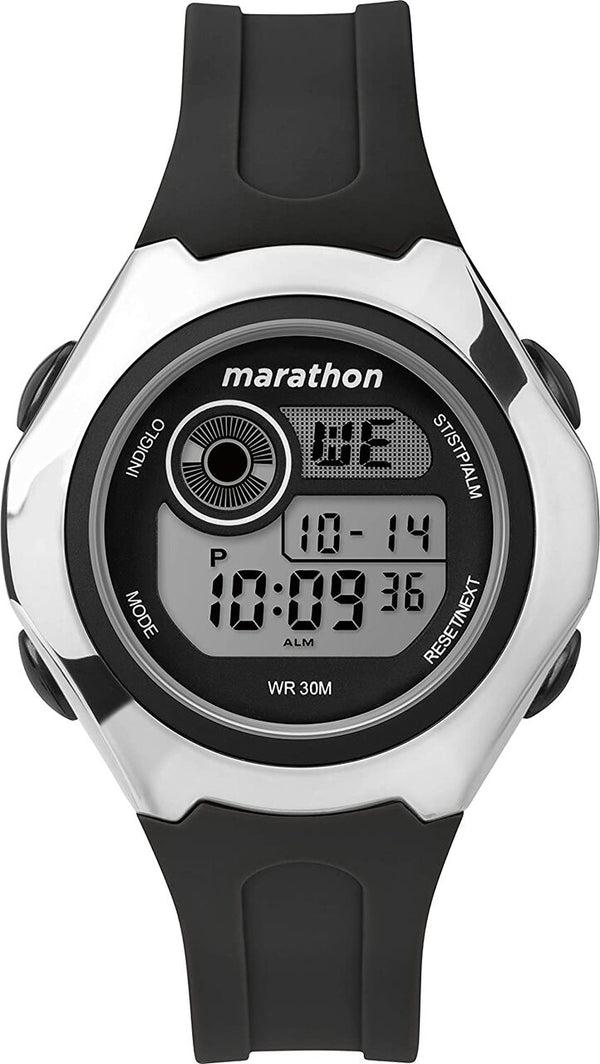 marathon
INDIGLO
WE
ST/STP/ALM
10-14
P
10:09 36
ALM
MODE
RESET/NEXT
WR 30M